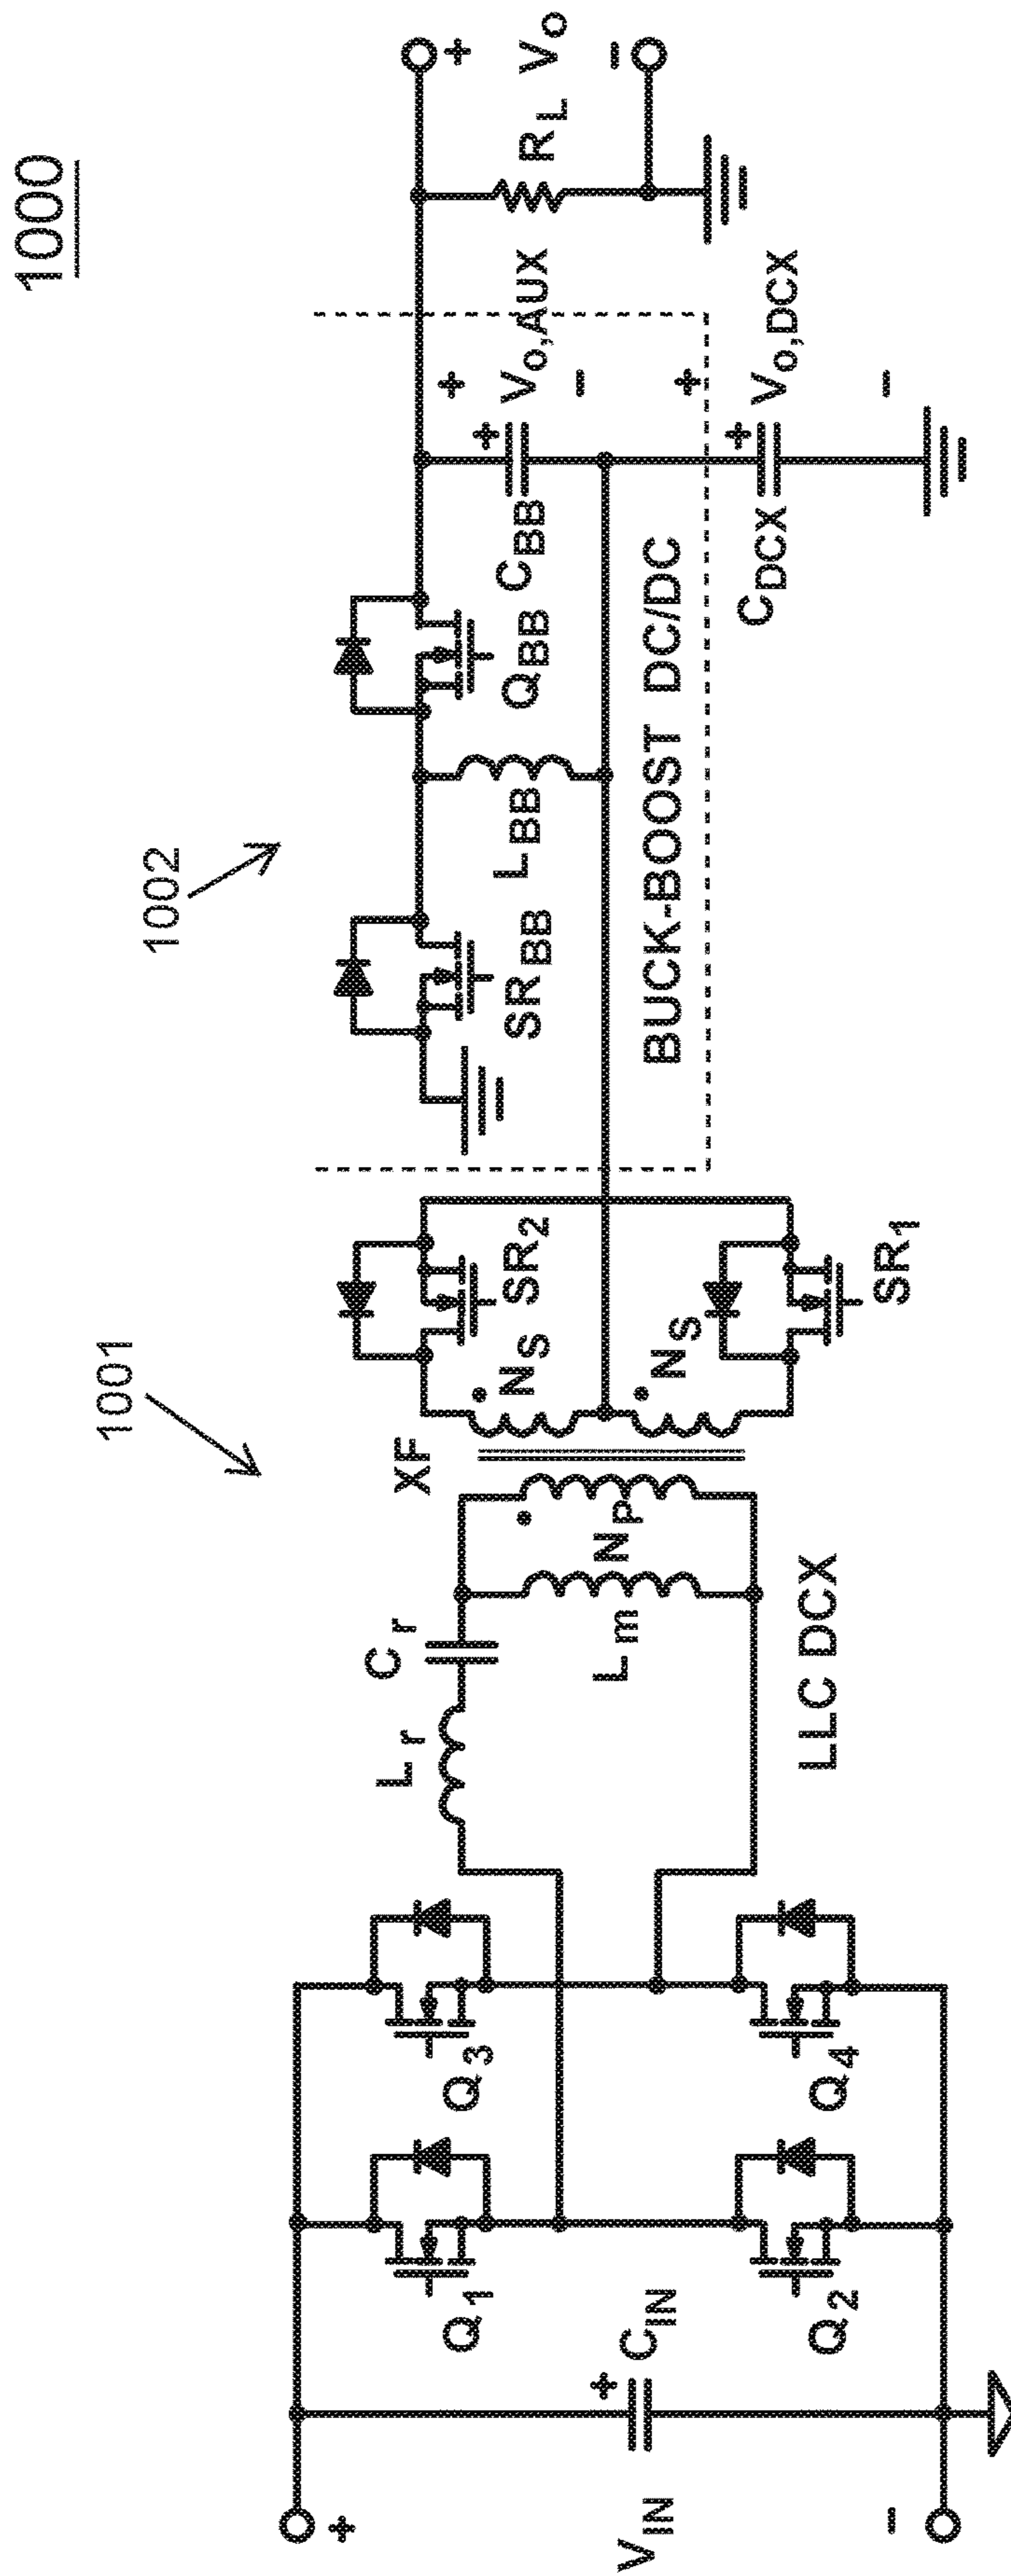 1000
1001
1002
V_IN
+
−
C_IN
+
Q_1
Q_2
Q_3
Q_4
L_r
C_r
L_m
N_P
XF
N_S
N_S
SR_2
SR_1
LLC DCX
SR_BB
L_BB
Q_BB
C_BB
+
BUCK-BOOST DC/DC
+
V_O,AUX
−
C_DCX
+
+
V_O,DCX
−
R_L
+
V_O
−